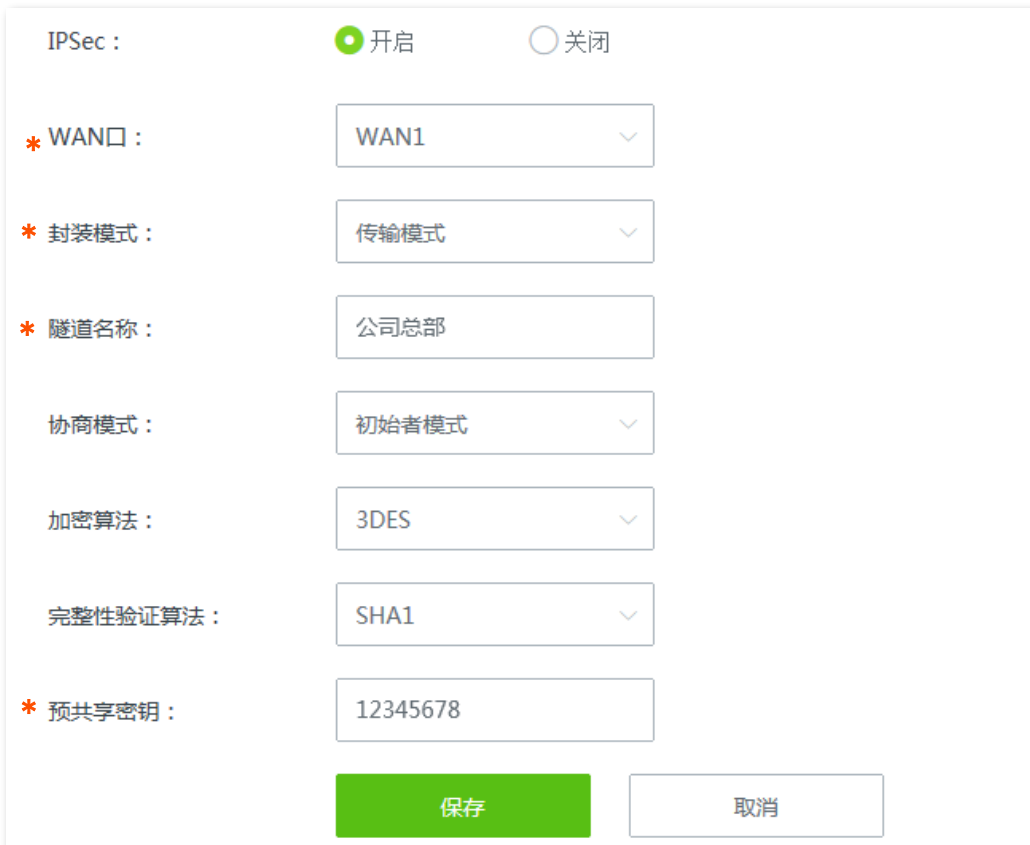 IPSec： 开启 关闭
* WAN口： WAN1
* 封装模式： 传输模式
* 隧道名称： 公司总部
协商模式： 初始者模式
加密算法： 3DES
完整性验证算法： SHA1
* 预共享密钥： 12345678
保存 取消